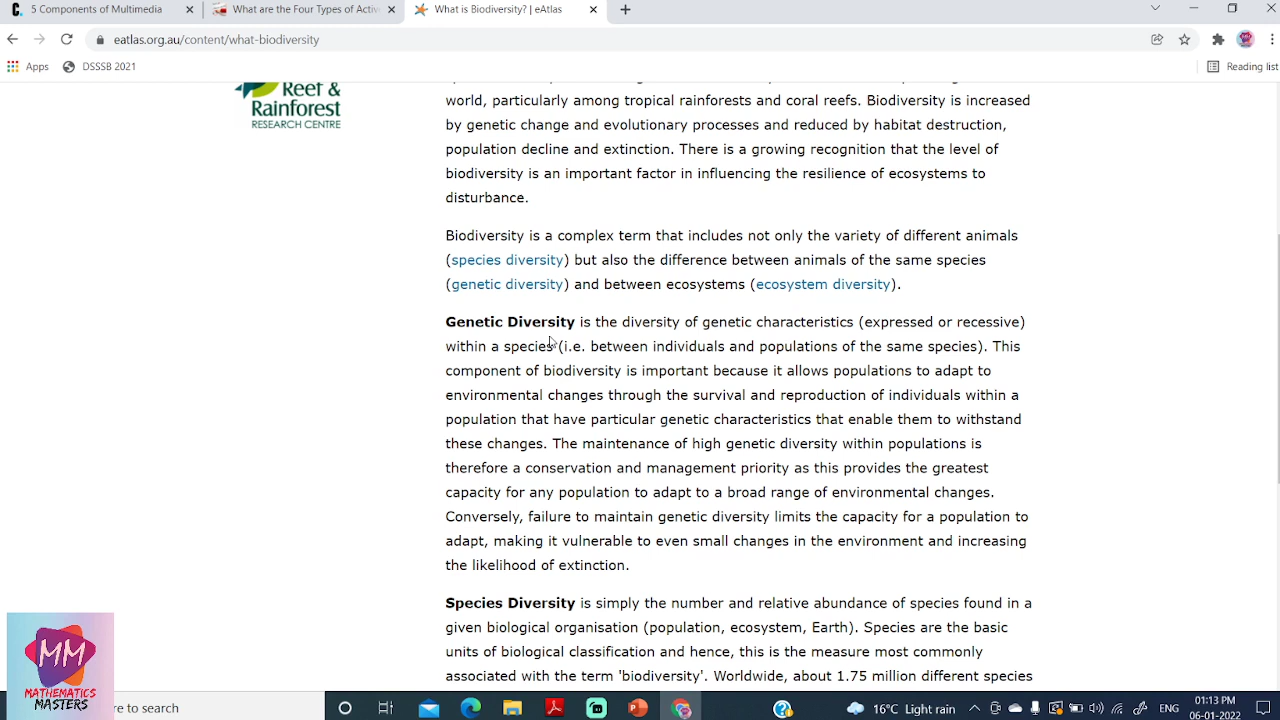 5 Components of Multimedia
What are the Four Types of Activ
What is Biodiversity? | eAtlas
eatlas.org.au/content/what-biodiversity
Apps
DSSSB 2021
Reading list
Reef &
Rainforest
RESEARCH CENTRE
world, particularly among tropical rainforests and coral reefs. Biodiversity is increased
by genetic change and evolutionary processes and reduced by habitat destruction,
population decline and extinction. There is a growing recognition that the level of
biodiversity is an important factor in influencing the resilience of ecosystems to
disturbance.
Biodiversity is a complex term that includes not only the variety of different animals
(species diversity) but also the difference between animals of the same species
(genetic diversity) and between ecosystems (ecosystem diversity).
Genetic Diversity is the diversity of genetic characteristics (expressed or recessive)
within a species (i.e. between individuals and populations of the same species). This
component of biodiversity is important because it allows populations to adapt to
environmental changes through the survival and reproduction of individuals within a
population that have particular genetic characteristics that enable them to withstand
these changes. The maintenance of high genetic diversity within populations is
therefore a conservation and management priority as this provides the greatest
capacity for any population to adapt to a broad range of environmental changes.
Conversely, failure to maintain genetic diversity limits the capacity for a population to
adapt, making it vulnerable to even small changes in the environment and increasing
the likelihood of extinction.
Species Diversity is simply the number and relative abundance of species found in a
given biological organisation (population, ecosystem, Earth). Species are the basic
units of biological classification and hence, this is the measure most commonly
associated with the term 'biodiversity'. Worldwide, about 1.75 million different species
MM
MATHEMATICS
MASTERS
re to search
16°C Light rain
ENG
01:13 PM
06-01-2022